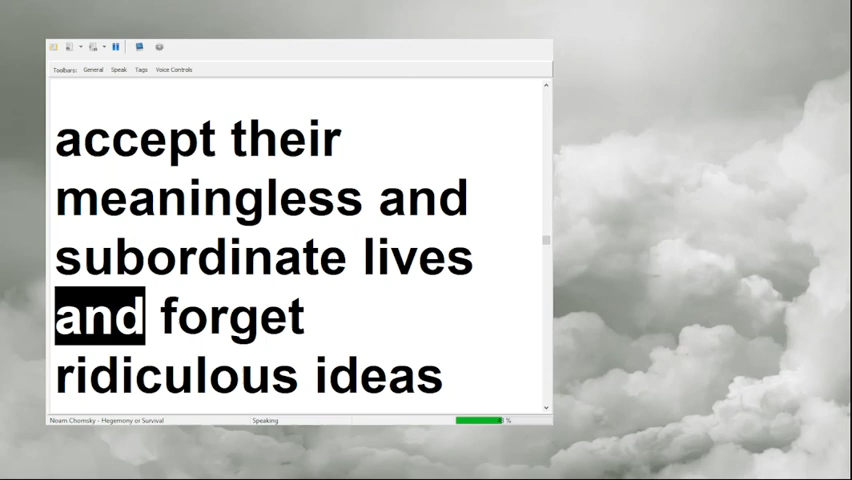 Toolbars: General Speak Tags Voice Controls
accept their
meaningless and
subordinate lives
and forget
ridiculous ideas
Noam Chomsky - Hegemony or Survival Speaking %